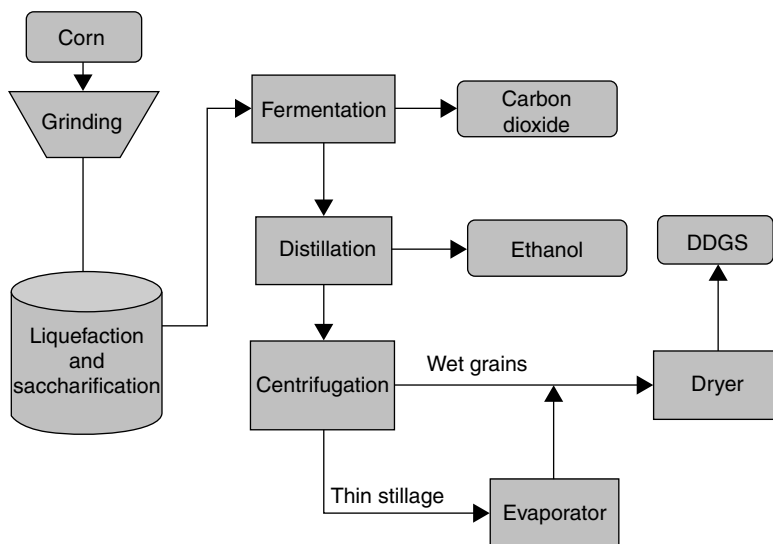 Corn
Grinding
Liquefaction
and
saccharification
Fermentation
Carbon
dioxide
Distillation
Ethanol
DDGS
Centrifugation
Wet grains
Dryer
Thin stillage
Evaporator